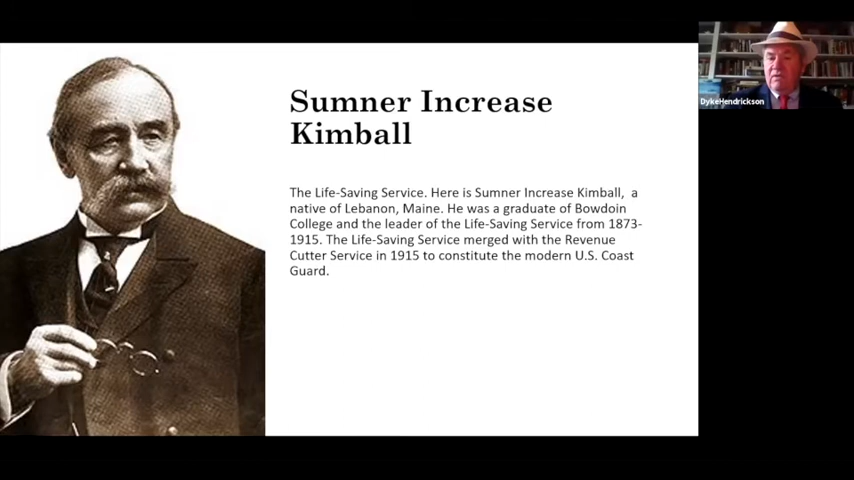 Sumner Increase
Kimball
The Life-Saving Service. Here is Sumner Increase Kimball, a
native of Lebanon, Maine. He was a graduate of Bowdoin
College and the leader of the Life-Saving Service from 1873-
1915. The Life-Saving Service merged with the Revenue
Cutter Service in 1915 to constitute the modern U.S. Coast
Guard.
DykeHendrickson